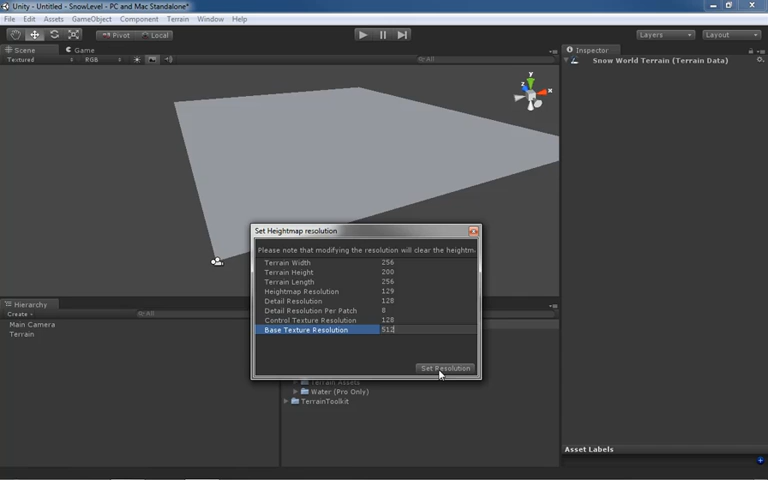 Unity - Untitled - SnowLevel - PC and Mac Standalone*
File Edit Assets GameObject Component Terrain Window Help
Pivot Local Layers Layout
Scene Game Inspector
Textured RGB All Snow World Terrain (Terrain Data)
y
x
z
Set Heightmap resolution
Please note that modifying the resolution will clear the heightm
Terrain Width 256
Terrain Height 200
Terrain Length 256
Heightmap Resolution 129
Detail Resolution 128
Detail Resolution Per Patch 8
Control Texture Resolution 128
Base Texture Resolution 512
Set Resolution
Hierarchy
Create All
Main Camera
Terrain
Terrain Assets
Water (Pro Only)
TerrainToolkit
Asset Labels